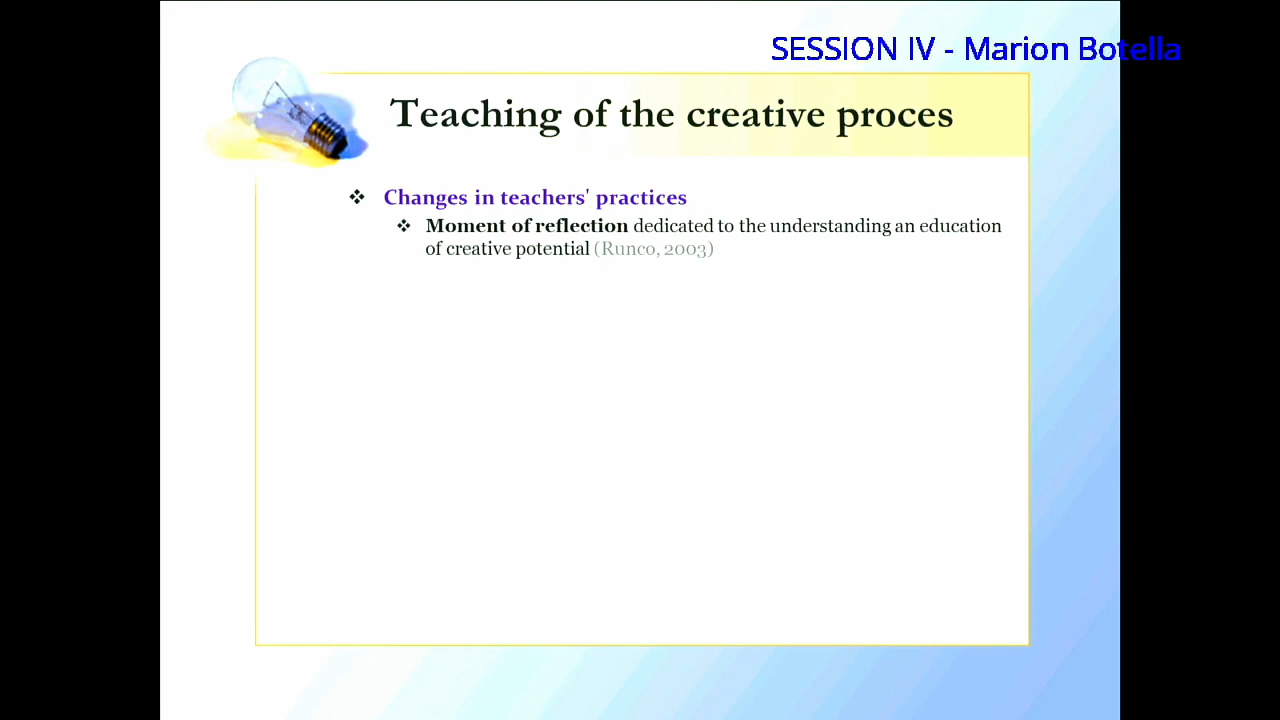 SESSION IV - Marion Botella
Teaching of the creative proces
❖ Changes in teachers' practices
❖ Moment of reflection dedicated to the understanding an education
of creative potential (Runco, 2003)